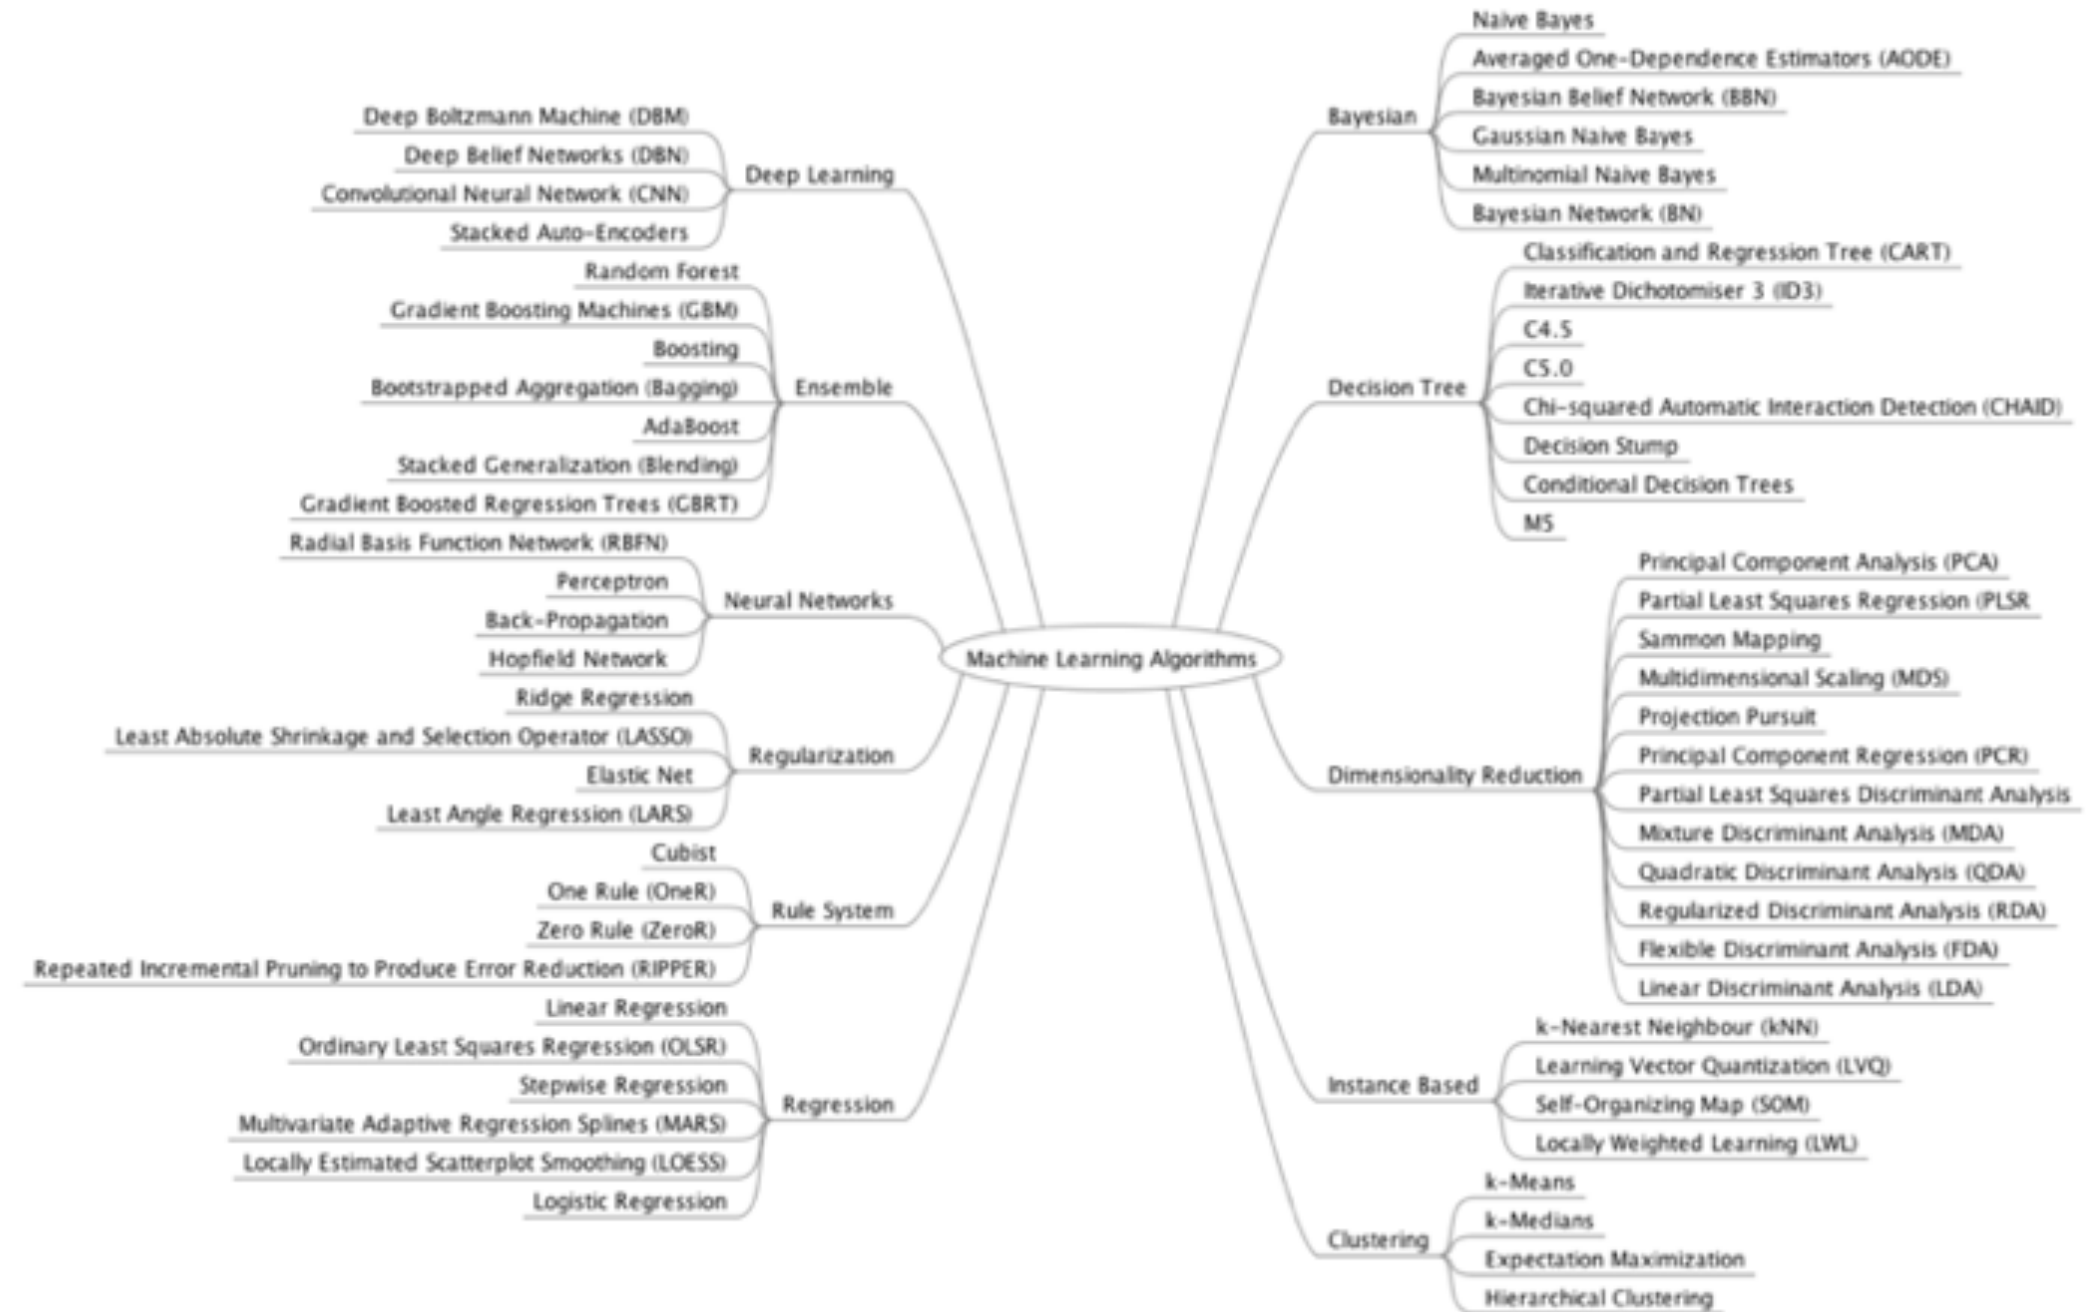 Machine Learning Algorithms
Deep Learning
Deep Boltzmann Machine (DBM)
Deep Belief Networks (DBN)
Convolutional Neural Network (CNN)
Stacked Auto-Encoders
Ensemble
Random Forest
Gradient Boosting Machines (GBM)
Boosting
Bootstrapped Aggregation (Bagging)
AdaBoost
Stacked Generalization (Blending)
Gradient Boosted Regression Trees (GBRT)
Neural Networks
Radial Basis Function Network (RBFN)
Perceptron
Back-Propagation
Hopfield Network
Regularization
Ridge Regression
Least Absolute Shrinkage and Selection Operator (LASSO)
Elastic Net
Least Angle Regression (LARS)
Rule System
Cubist
One Rule (OneR)
Zero Rule (ZeroR)
Repeated Incremental Pruning to Produce Error Reduction (RIPPER)
Regression
Linear Regression
Ordinary Least Squares Regression (OLSR)
Stepwise Regression
Multivariate Adaptive Regression Splines (MARS)
Locally Estimated Scatterplot Smoothing (LOESS)
Logistic Regression
Bayesian
Naive Bayes
Averaged One-Dependence Estimators (AODE)
Bayesian Belief Network (BBN)
Gaussian Naive Bayes
Multinomial Naive Bayes
Bayesian Network (BN)
Decision Tree
Classification and Regression Tree (CART)
Iterative Dichotomiser 3 (ID3)
C4.5
C5.0
Chi-squared Automatic Interaction Detection (CHAID)
Decision Stump
Conditional Decision Trees
M5
Dimensionality Reduction
Principal Component Analysis (PCA)
Partial Least Squares Regression (PLSR
Sammon Mapping
Multidimensional Scaling (MDS)
Projection Pursuit
Principal Component Regression (PCR)
Partial Least Squares Discriminant Analysis
Mixture Discriminant Analysis (MDA)
Quadratic Discriminant Analysis (QDA)
Regularized Discriminant Analysis (RDA)
Flexible Discriminant Analysis (FDA)
Linear Discriminant Analysis (LDA)
Instance Based
k-Nearest Neighbour (kNN)
Learning Vector Quantization (LVQ)
Self-Organizing Map (SOM)
Locally Weighted Learning (LWL)
Clustering
k-Means
k-Medians
Expectation Maximization
Hierarchical Clustering